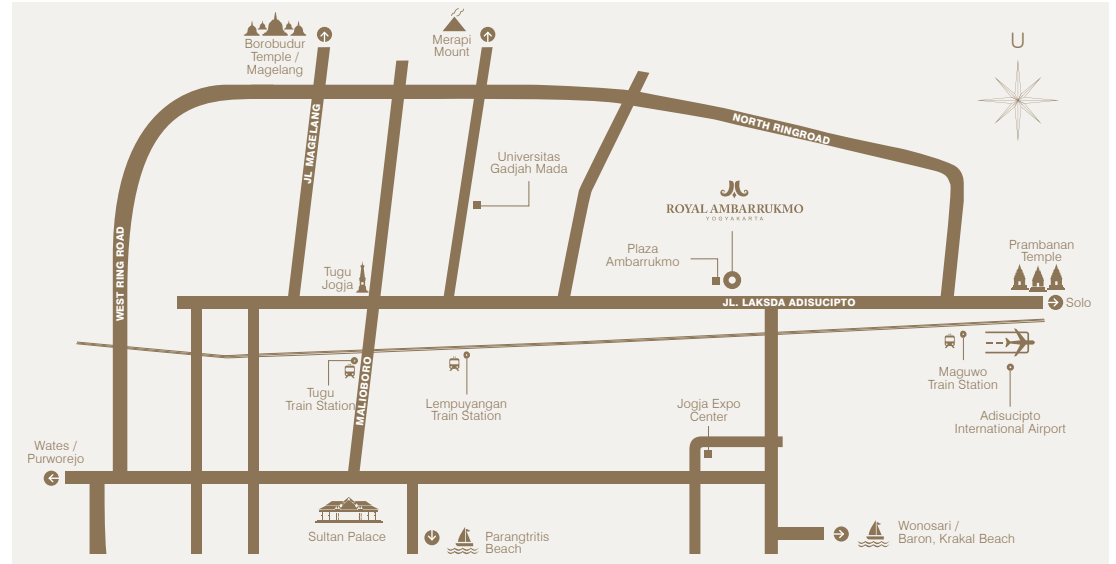 Borobudur
Temple /
Magelang
Merapi
Mount
U
JL MAGELANG
NORTH RINGROAD
Universitas
Gadjah Mada
ROYAL AMBARRUKMO
YOGYAKARTA
WEST RING ROAD
Plaza
Ambarrukmo
Prambanan
Temple
Tugu
Jogja
JL. LAKSDA ADISUCIPTO
Solo
Tugu
Train Station
MALIOBORO
Lempuyangan
Train Station
Maguwo
Train Station
Jogja Expo
Center
Adisucipto
International Airport
Wates /
Purworejo
Sultan Palace
Parangtritis
Beach
Wonosari /
Baron, Krakal Beach